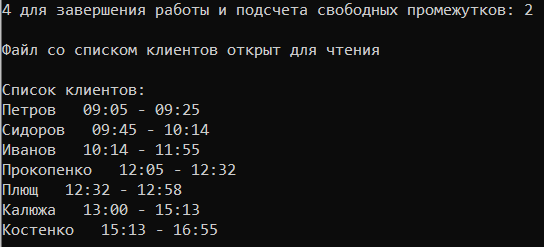 4 для завершения работы и подсчета свободных промежутков: 2
Файл со списком клиентов открыт для чтения
Список клиентов:
Петров   09:05 - 09:25
Сидоров   09:45 - 10:14
Иванов   10:14 - 11:55
Прокопенко   12:05 - 12:32
Плющ   12:32 - 12:58
Калюжа   13:00 - 15:13
Костенко   15:13 - 16:55